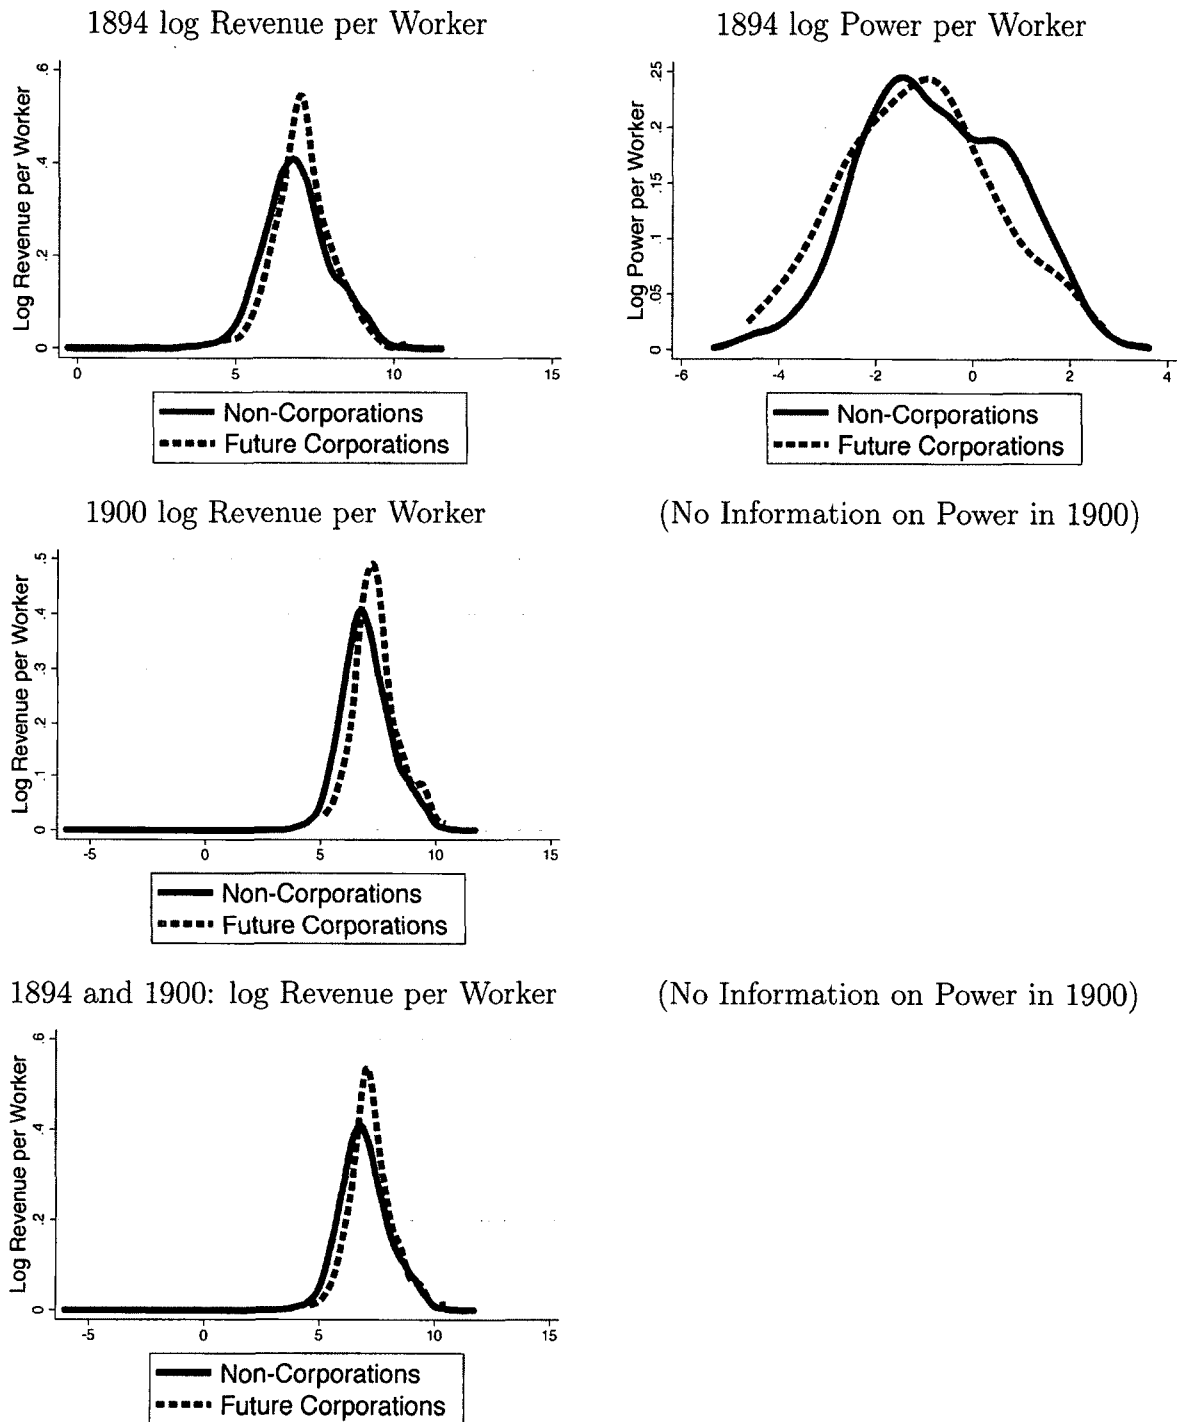 1894 log Revenue per Worker
1894 log Power per Worker
Log Revenue per Worker
0 .2 .4 .6
0 5 10 15
Non-Corporations
Future Corporations
Log Power per Worker
0 .05 .1 .15 .2 .25
-6 -4 -2 0 2 4
Non-Corporations
Future Corporations
1900 log Revenue per Worker
(No Information on Power in 1900)
Log Revenue per Worker
0 .1 .2 .3 .4 .5
-5 0 5 10 15
Non-Corporations
Future Corporations
1894 and 1900: log Revenue per Worker
(No Information on Power in 1900)
Log Revenue per Worker
0 .2 .4 .6
-5 0 5 10 15
Non-Corporations
Future Corporations